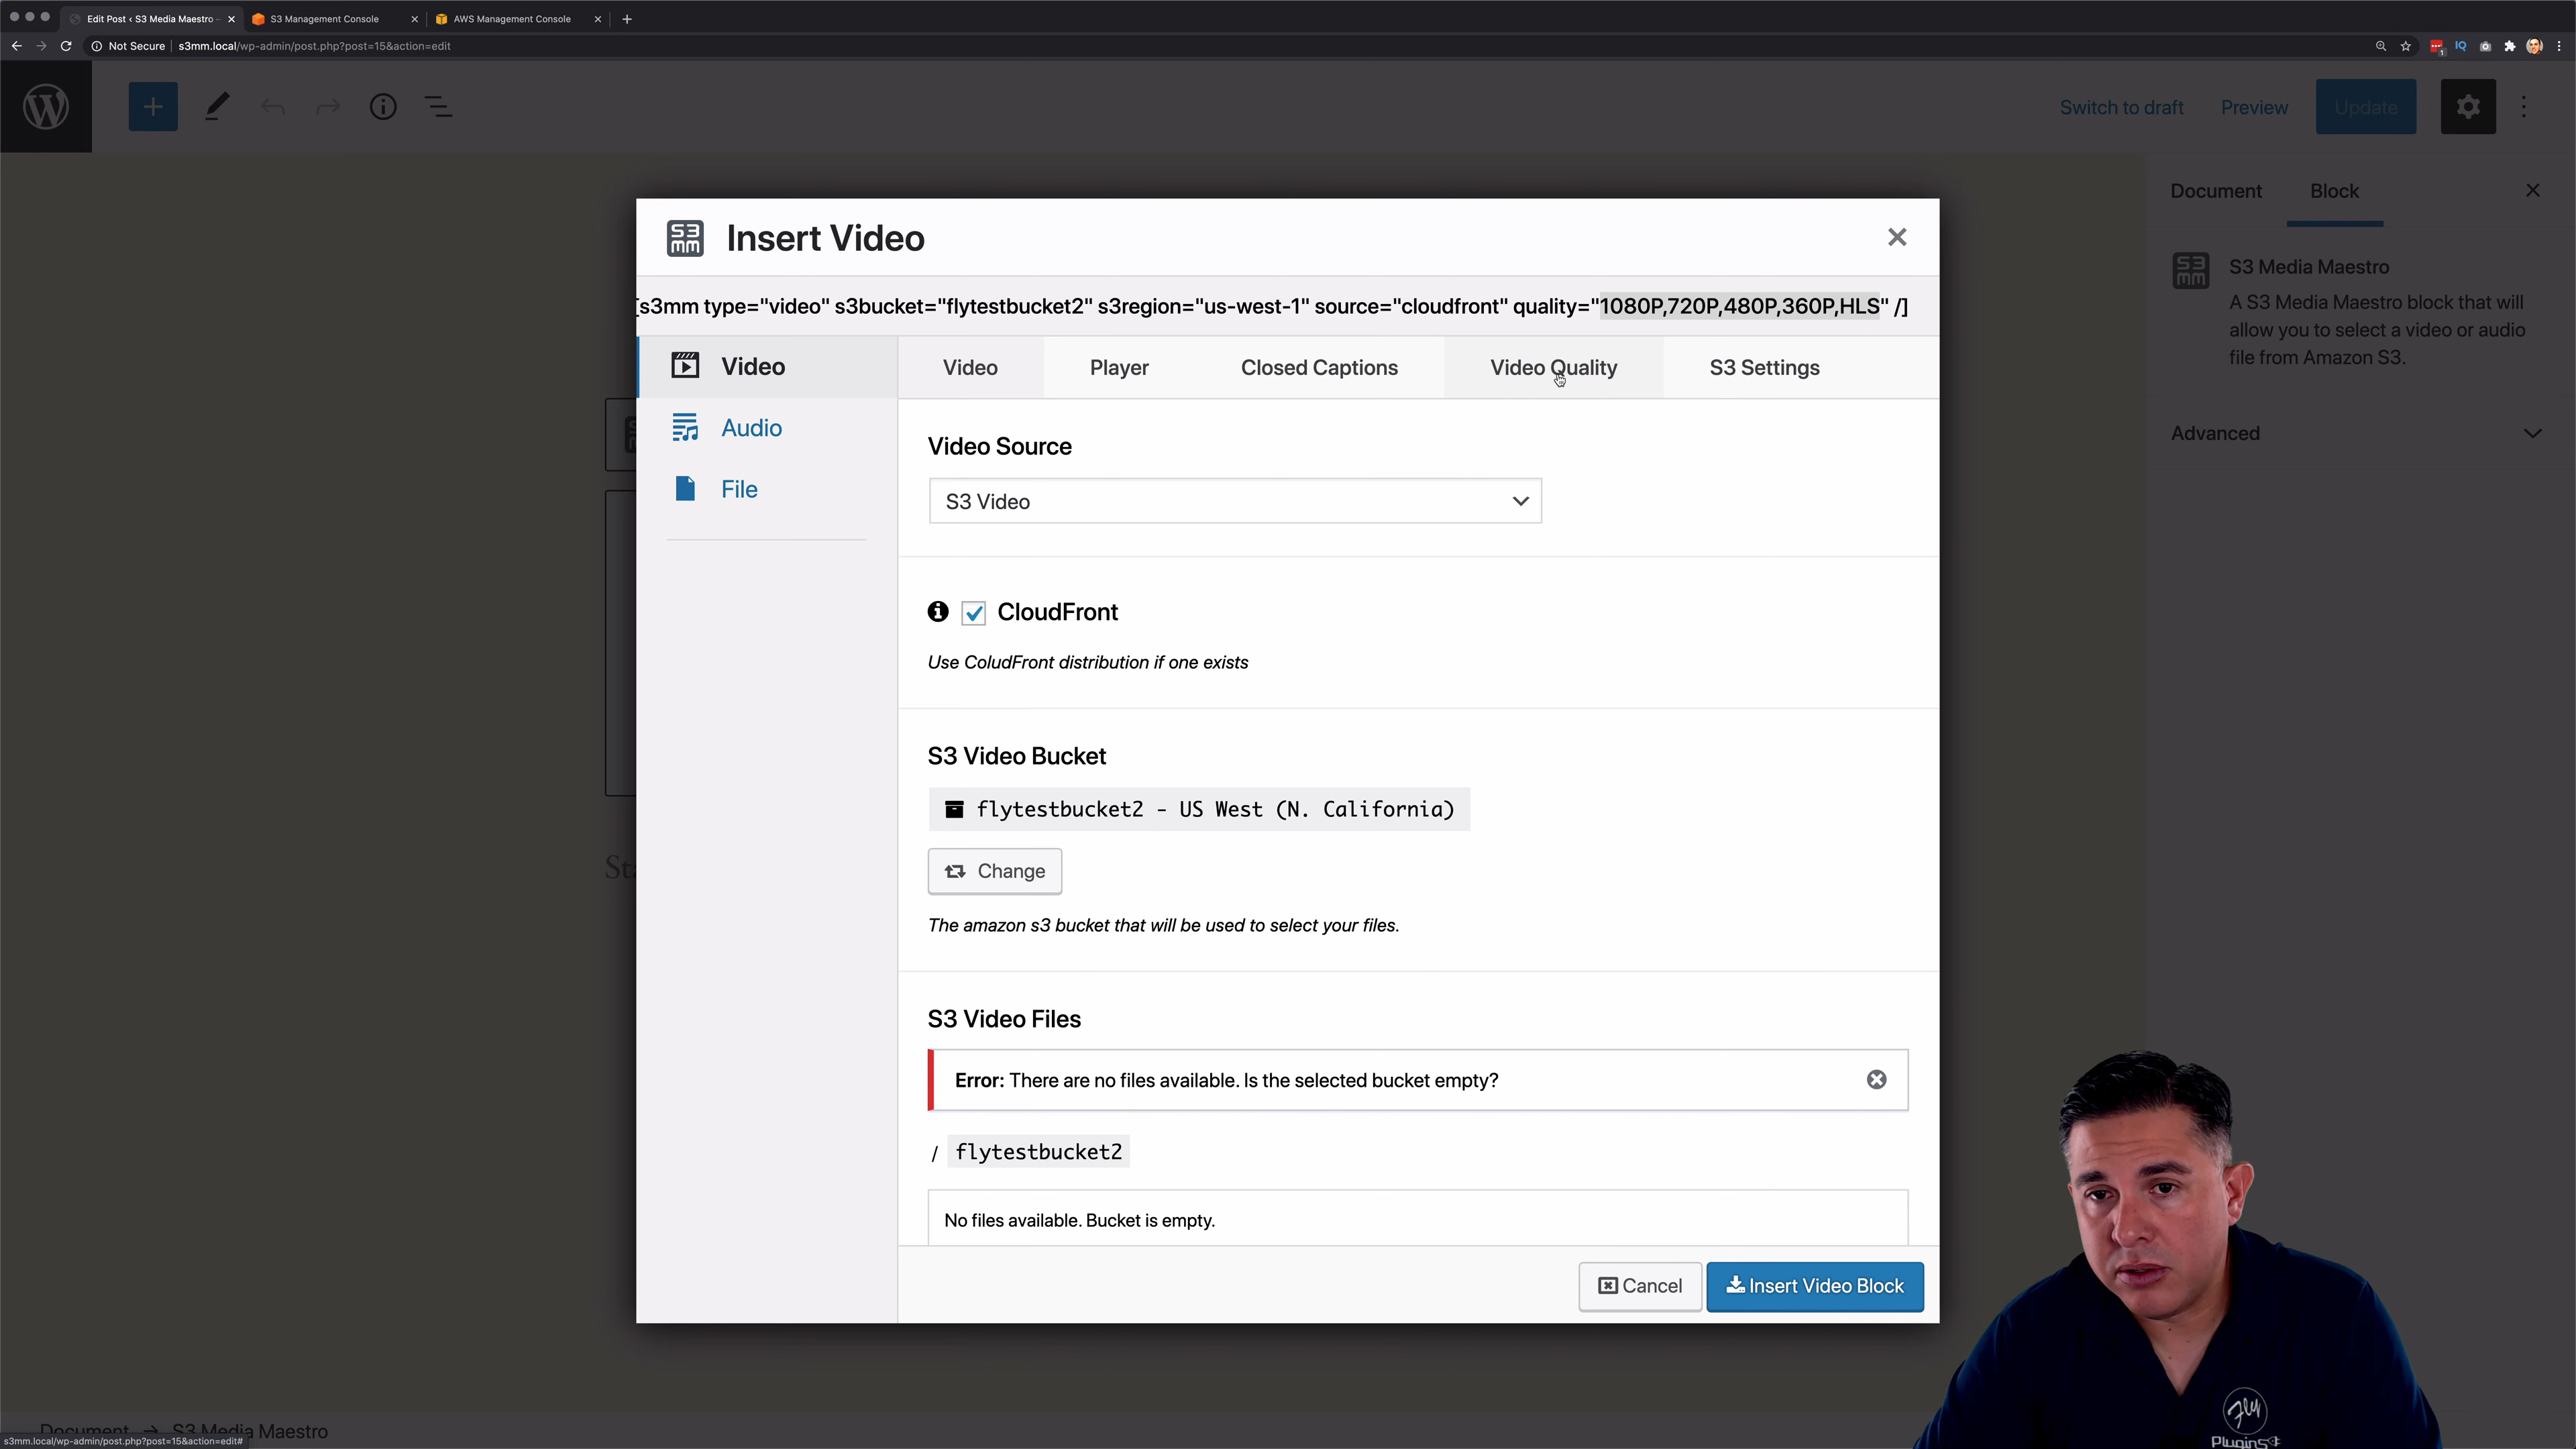 Edit Post ‹ S3 Media Maestro –
S3 Management Console
AWS Management Console
Not Secure
s3mm.local/wp-admin/post.php?post=15&action=edit
IQ
1
Switch to draft
Preview
Update
Document
Block
S3 Media Maestro
A S3 Media Maestro block that will
allow you to select a video or audio
file from Amazon S3.
Advanced
S3
mm
Insert Video
[s3mm type="video" s3bucket="flytestbucket2" s3region="us-west-1" source="cloudfront" quality="1080P,720P,480P,360P,HLS" /]
Video
Audio
File
Video
Player
Closed Captions
Video Quality
S3 Settings
Video Source
S3 Video
CloudFront
Use ColudFront distribution if one exists
S3 Video Bucket
flytestbucket2 - US West (N. California)
Change
The amazon s3 bucket that will be used to select your files.
S3 Video Files
Error: There are no files available. Is the selected bucket empty?
/ flytestbucket2
No files available. Bucket is empty.
Cancel
Insert Video Block
Document → S3 Media Maestro
s3mm.local/wp-admin/post.php?post=15&action=edit#
Fly
Plugins